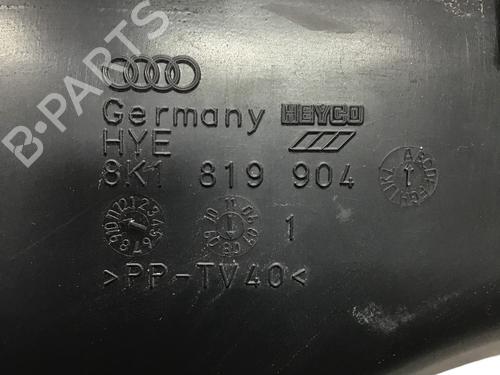 Germany HEYCO
HYE
8K1 819 904
1
>PP-TV40<
B-PARTS